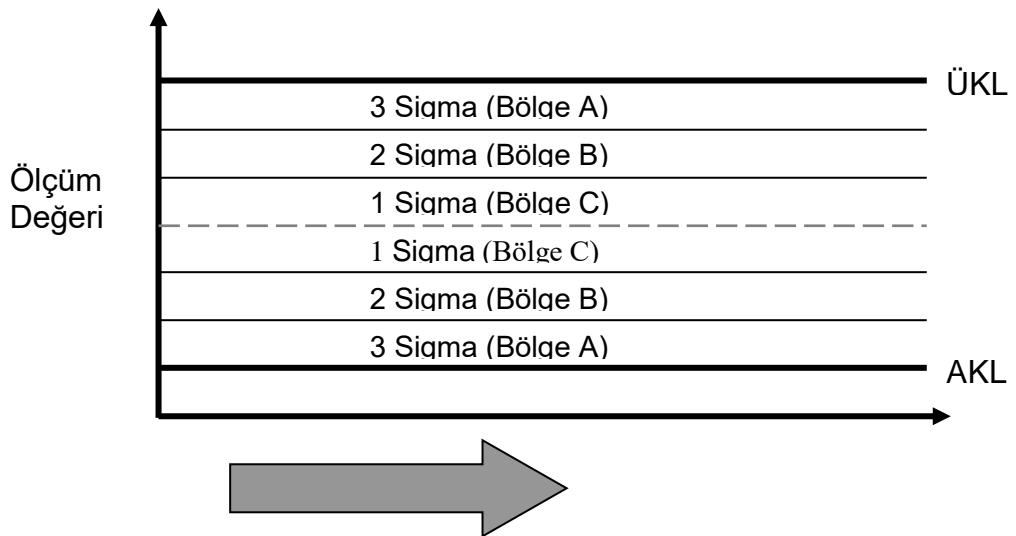 ÜKL
3 Sigma (Bölge A)
2 Sigma (Bölge B)
Ölçüm
Değeri
1 Sigma (Bölge C)
1 Sigma (Bölge C)
2 Sigma (Bölge B)
3 Sigma (Bölge A)
AKL